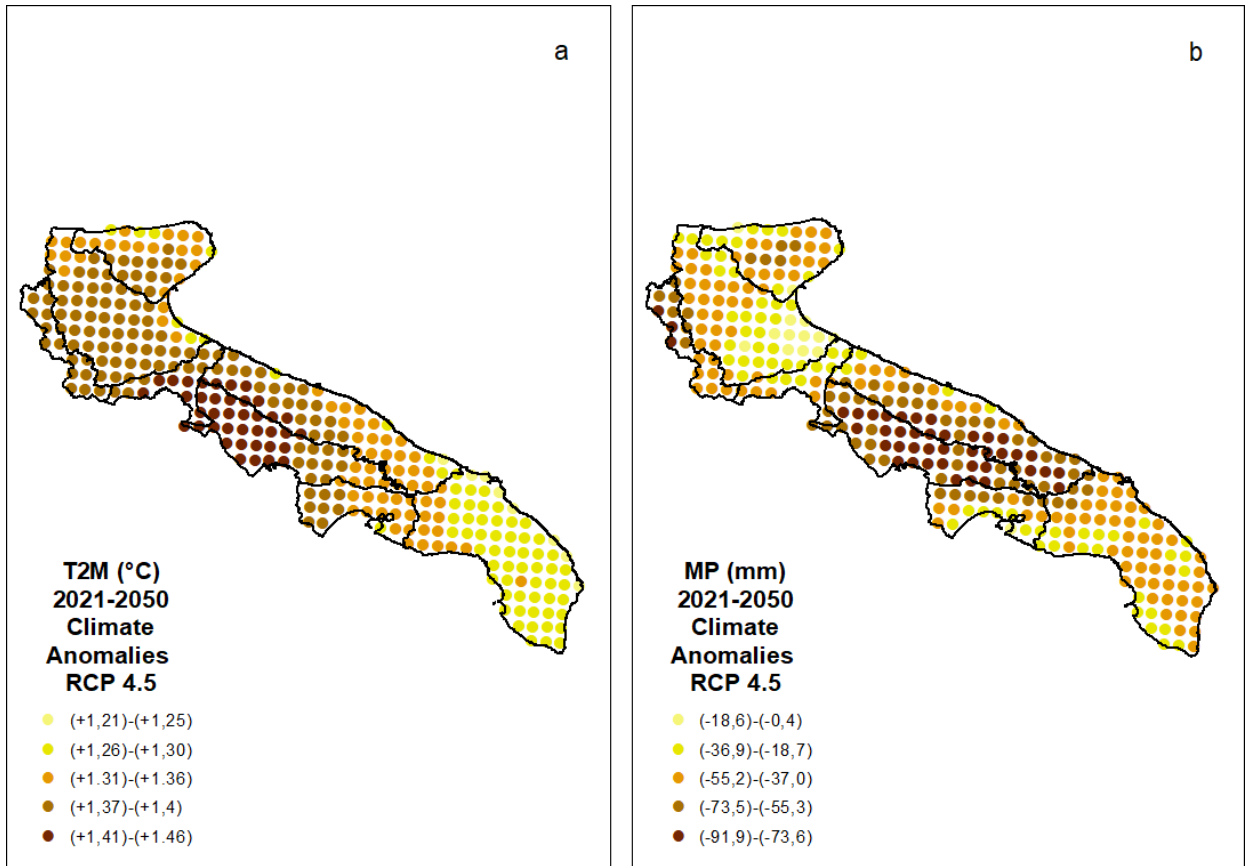 a
T2M (°C)
2021-2050
Climate
Anomalies
RCP 4.5
(+1,21)-(+1,25)
(+1,26)-(+1,30)
(+1.31)-(+1.36)
(+1,37)-(+1,4)
(+1,41)-(+1.46)
b
MP (mm)
2021-2050
Climate
Anomalies
RCP 4.5
(-18,6)-(-0,4)
(-36,9)-(-18,7)
(-55,2)-(-37,0)
(-73,5)-(-55,3)
(-91,9)-(-73,6)